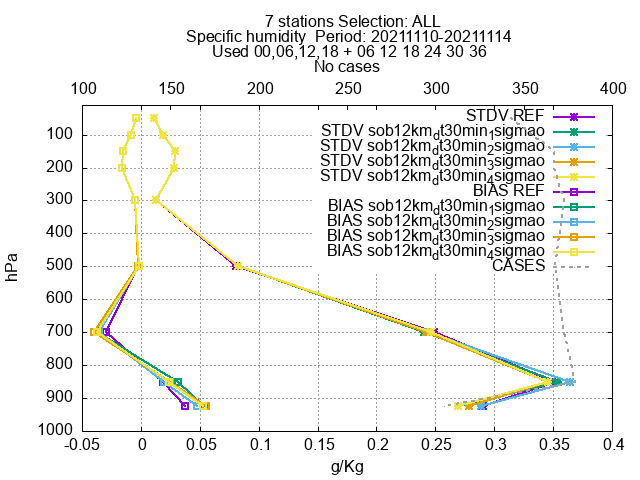 7 stations Selection: ALL
Specific humidity  Period: 20211110-20211114
Used 00,06,12,18 + 06 12 18 24 30 36
No cases
100 150 200 250 300 350 400
STDV REF
STDV sob12km_dt30min_1sigmao
STDV sob12km_dt30min_2sigmao
STDV sob12km_dt30min_3sigmao
STDV sob12km_dt30min_4sigmao
BIAS REF
BIAS sob12km_dt30min_1sigmao
BIAS sob12km_dt30min_2sigmao
BIAS sob12km_dt30min_3sigmao
BIAS sob12km_dt30min_4sigmao
CASES
100
200
300
400
500
600
700
800
900
1000
hPa
-0.05 0 0.05 0.1 0.15 0.2 0.25 0.3 0.35 0.4
g/Kg